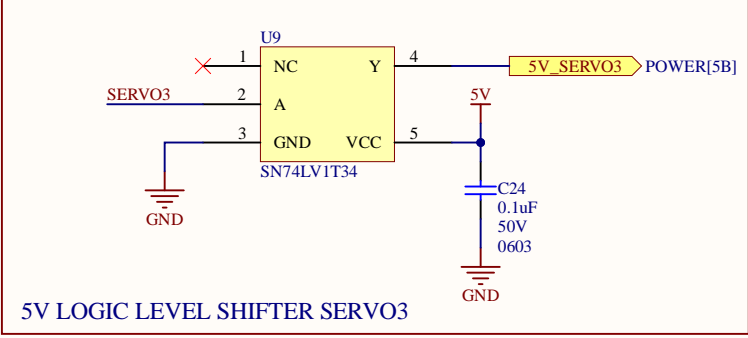 U9
1 NC Y 4 5V_SERVO3 POWER[5B]
SERVO3 2 A 5V
3 GND VCC 5
SN74LV1T34
GND
C24
0.1uF
50V
0603
GND
5V LOGIC LEVEL SHIFTER SERVO3